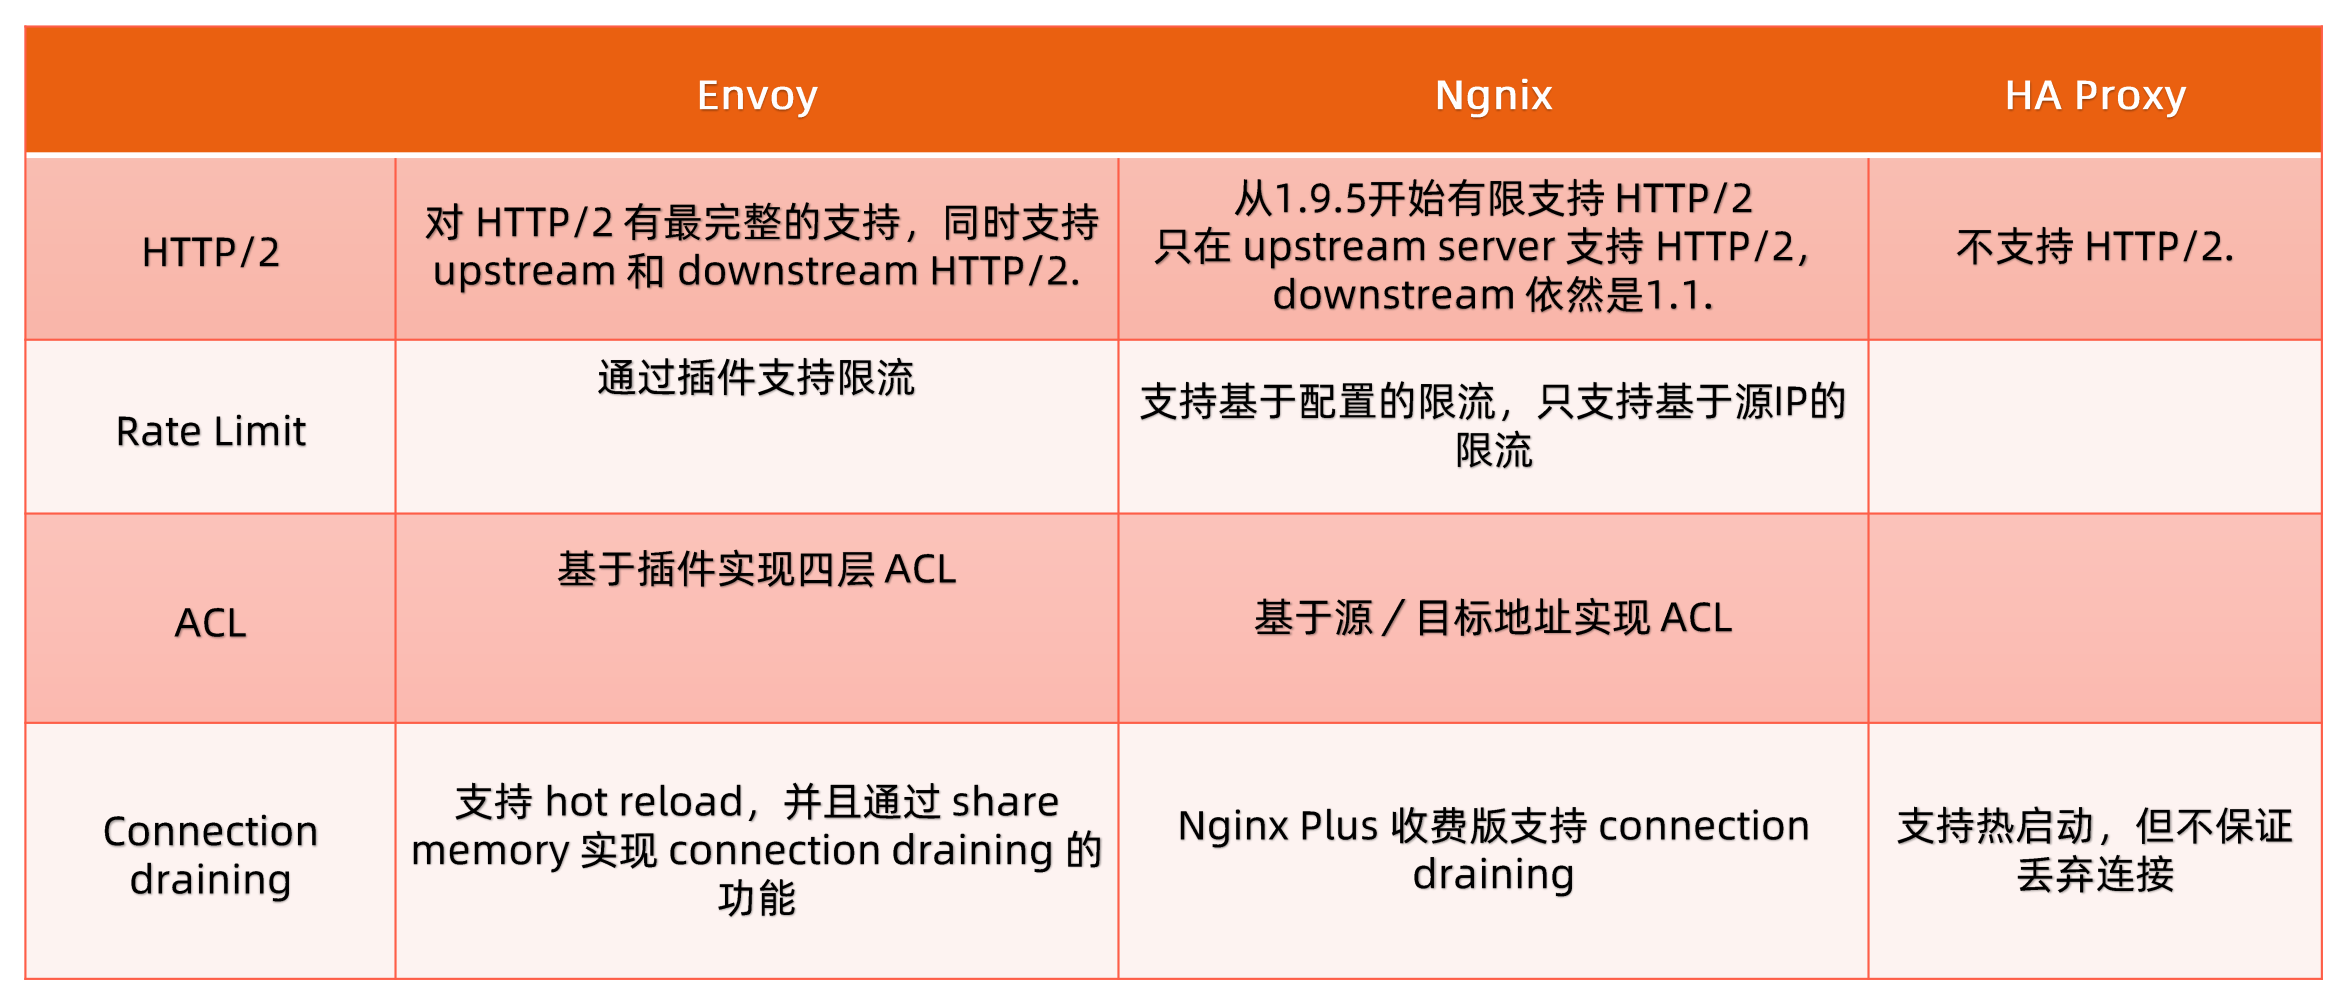 Envoy
Ngnix
HA Proxy
HTTP/2
对 HTTP/2 有最完整的支持，同时支持
upstream 和 downstream HTTP/2.
从1.9.5开始有限支持 HTTP/2
只在 upstream server 支持 HTTP/2，
downstream 依然是1.1.
不支持 HTTP/2.
Rate Limit
通过插件支持限流
支持基于配置的限流，只支持基于源IP的
限流
ACL
基于插件实现四层 ACL
基于源／目标地址实现 ACL
Connection
draining
支持 hot reload，并且通过 share
memory 实现 connection draining 的
功能
Nginx Plus 收费版支持 connection
draining
支持热启动，但不保证
丢弃连接